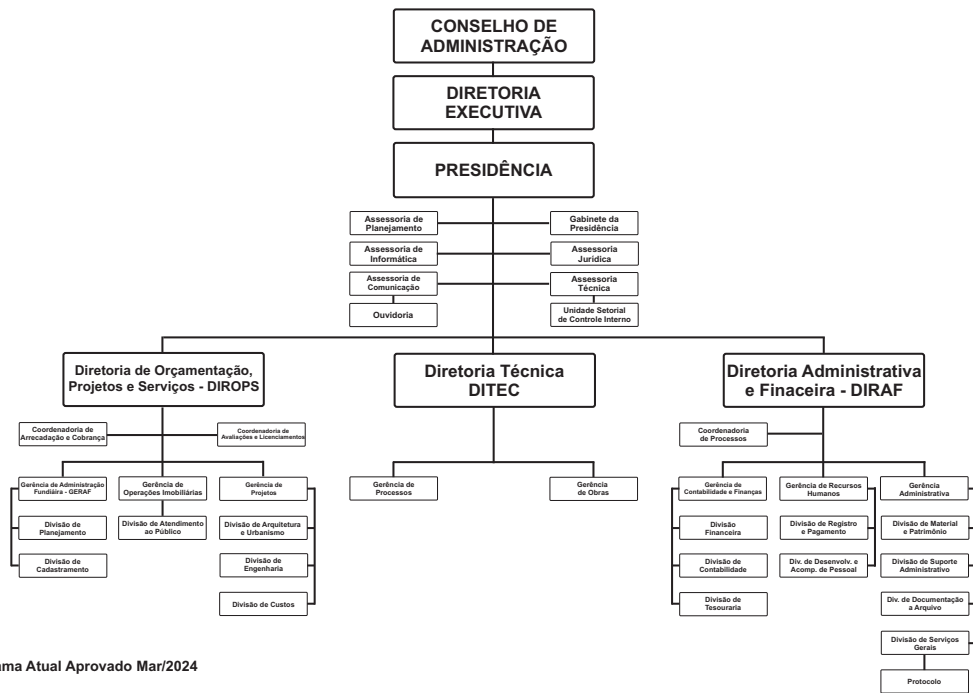 CONSELHO DE
ADMINISTRAÇÃO
DIRETORIA
EXECUTIVA
PRESIDÊNCIA
Assessoria de
Planejamento
Gabinete da
Presidência
Assessoria de
Informática
Assessoria
Juridica
Assessoria de
Comunicação
Assessoria
Técnica
Ouvidoria
Unidade Setorial
de Controle Interno
Diretoria de Orçamentação,
Projetos e Serviços - DIROPS
Diretoria Técnica
DITEC
Diretoria Administrativa
e Finaceira - DIRAF
Coordenadoria de
Arrecadação e Cobrança
Coordenadoria de
Avaliações e Licenciamentos
Coordenadoria
de Processos
Gerência de Administração
Fundiáira - GERAF
Gerência de
Operações Imobiliárias
Gerência de
Projetos
Gerência de
Processos
Gerência
de Obras
Gerência de
Contabilidade e Finanças
Gerência de Recursos
Humanos
Gerência
Administrativa
Divisão de
Planejamento
Divisão de Atendimento
ao Público
Divisão de Arquitetura
e Urbanismo
Divisão
Financeira
Divisão de Registro
e Pagamento
Divisão de Material
e Patrimônio
Divisão de
Cadastramento
Divisão de
Engenharia
Divisão de
Contabilidade
Div. de Desenvolv. e
Acomp. de Pessoal
Divisão de Suporte
Administrativo
Divisão de Custos
Divisão de
Tesouraria
Div. de Documentação
a Arquivo
Divisão de Serviços
Gerais
Protocolo
ama Atual Aprovado Mar/2024